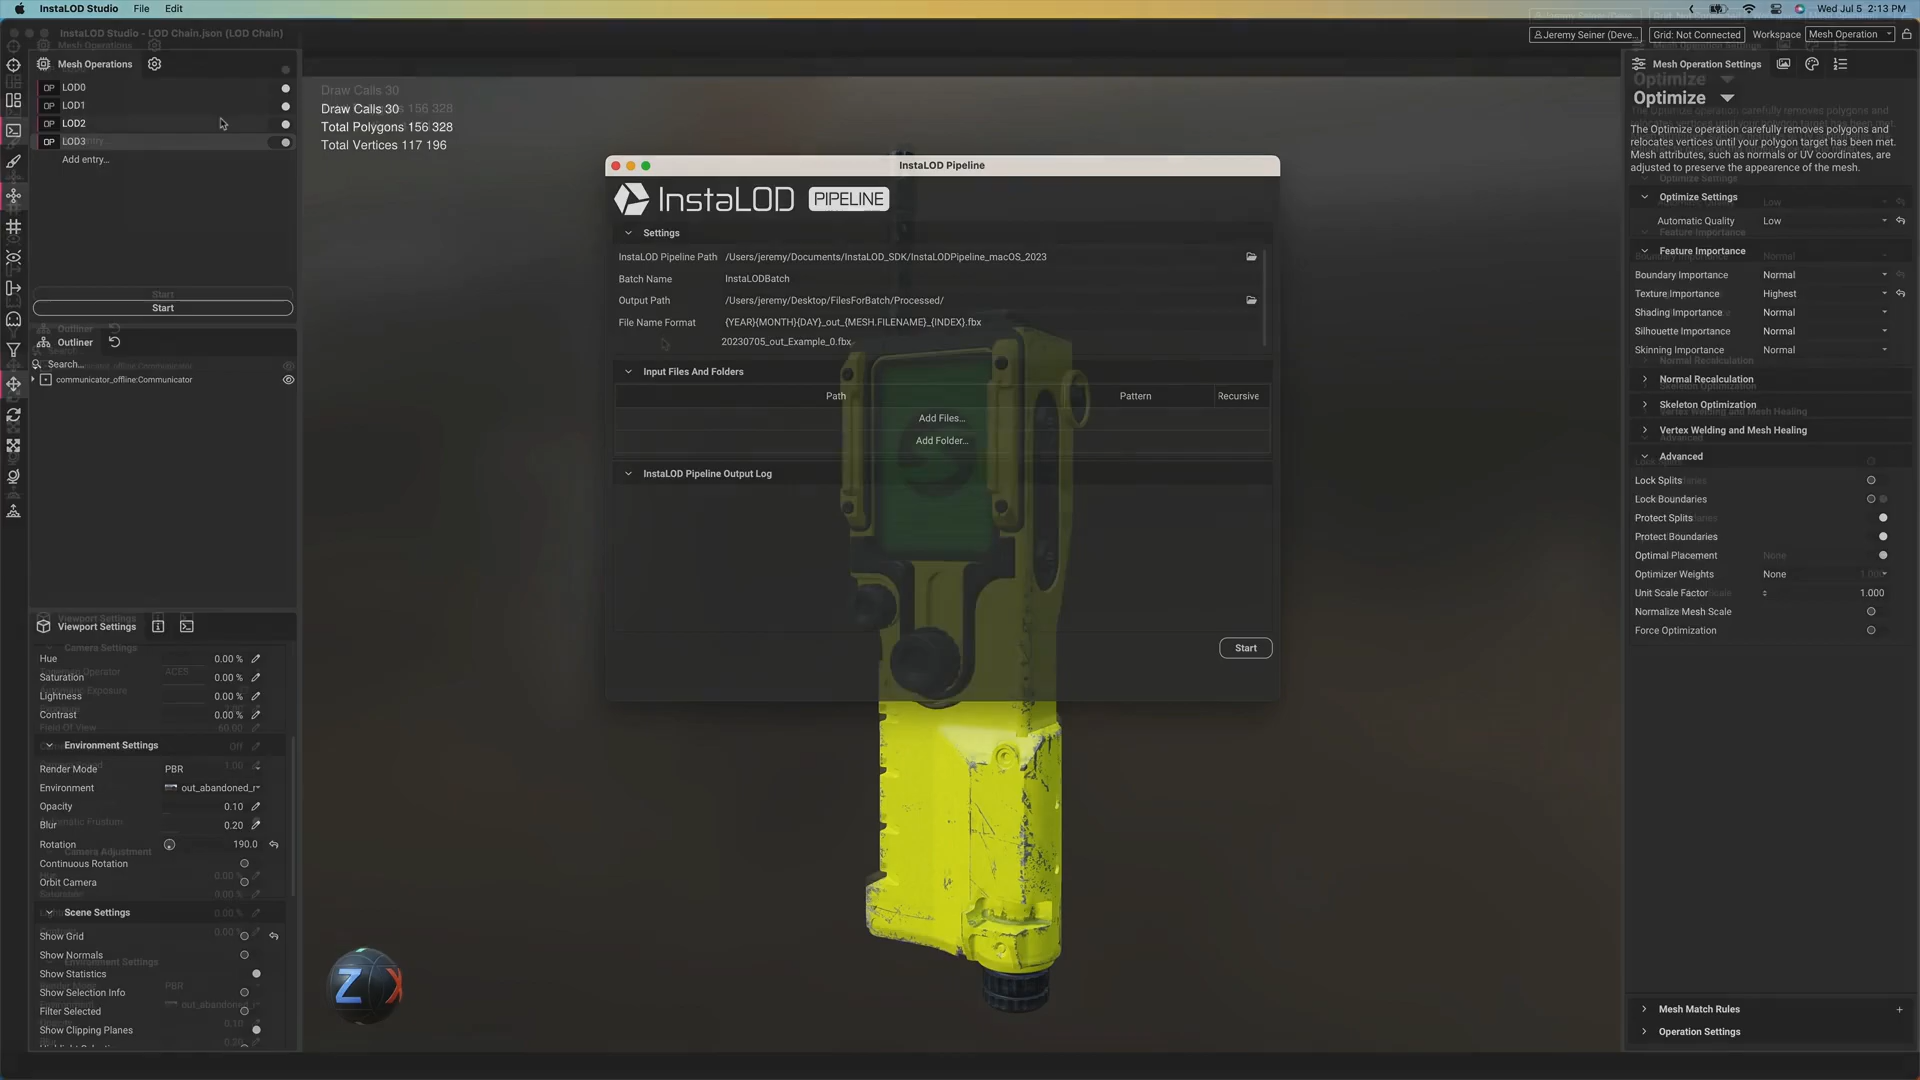 InstaLOD Studio File Edit
Wed Jul 5 2:13 PM
InstaLOD Studio - LOD Chain.json (LOD Chain)
Jeremy Seiner (Deve...
Grid: Not Connected
Workspace
Mesh Operation
Mesh Operations
OP LOD0
OP LOD1
OP LOD2
OP LOD3
Add entry...
Start
Outliner
Search...
communicator_offline:Communicator
Viewport Settings
Hue 0.00 %
Saturation 0.00 %
Lightness 0.00 %
Contrast 0.00 %
Environment Settings
Render Mode PBR
Environment out_abandoned_r
Opacity 0.10
Blur 0.20
Rotation 190.0
Continuous Rotation
Orbit Camera
Scene Settings
Show Grid
Show Normals
Show Statistics
Show Selection Info
Filter Selected
Show Clipping Planes
Draw Calls 30
Draw Calls 30
Total Polygons 156 328
Total Vertices 117 196
Z X
InstaLOD Pipeline
InstaLOD PIPELINE
Settings
InstaLOD Pipeline Path /Users/jeremy/Documents/InstaLOD_SDK/InstaLODPipeline_macOS_2023
Batch Name InstaLODBatch
Output Path /Users/jeremy/Desktop/FilesForBatch/Processed/
File Name Format {YEAR}{MONTH}{DAY}_out_{MESH.FILENAME}_{INDEX}.fbx
20230705_out_Example_0.fbx
Input Files And Folders
Path Pattern Recursive
Add Files...
Add Folder...
InstaLOD Pipeline Output Log
Start
Mesh Operation Settings
Optimize
Optimize
The Optimize operation carefully removes polygons and
relocates vertices until your polygon target has been met.
Mesh attributes, such as normals or UV coordinates, are
adjusted to preserve the appearance of the mesh.
Optimize Settings
Automatic Quality Low
Feature Importance
Boundary Importance Normal
Texture Importance Highest
Shading Importance Normal
Silhouette Importance Normal
Skinning Importance Normal
Normal Recalculation
Skeleton Optimization
Vertex Welding and Mesh Healing
Advanced
Lock Splits
Lock Boundaries
Protect Splits
Protect Boundaries
Optimal Placement
Optimizer Weights None
Unit Scale Factor 1.000
Normalize Mesh Scale
Force Optimization
Mesh Match Rules
Operation Settings